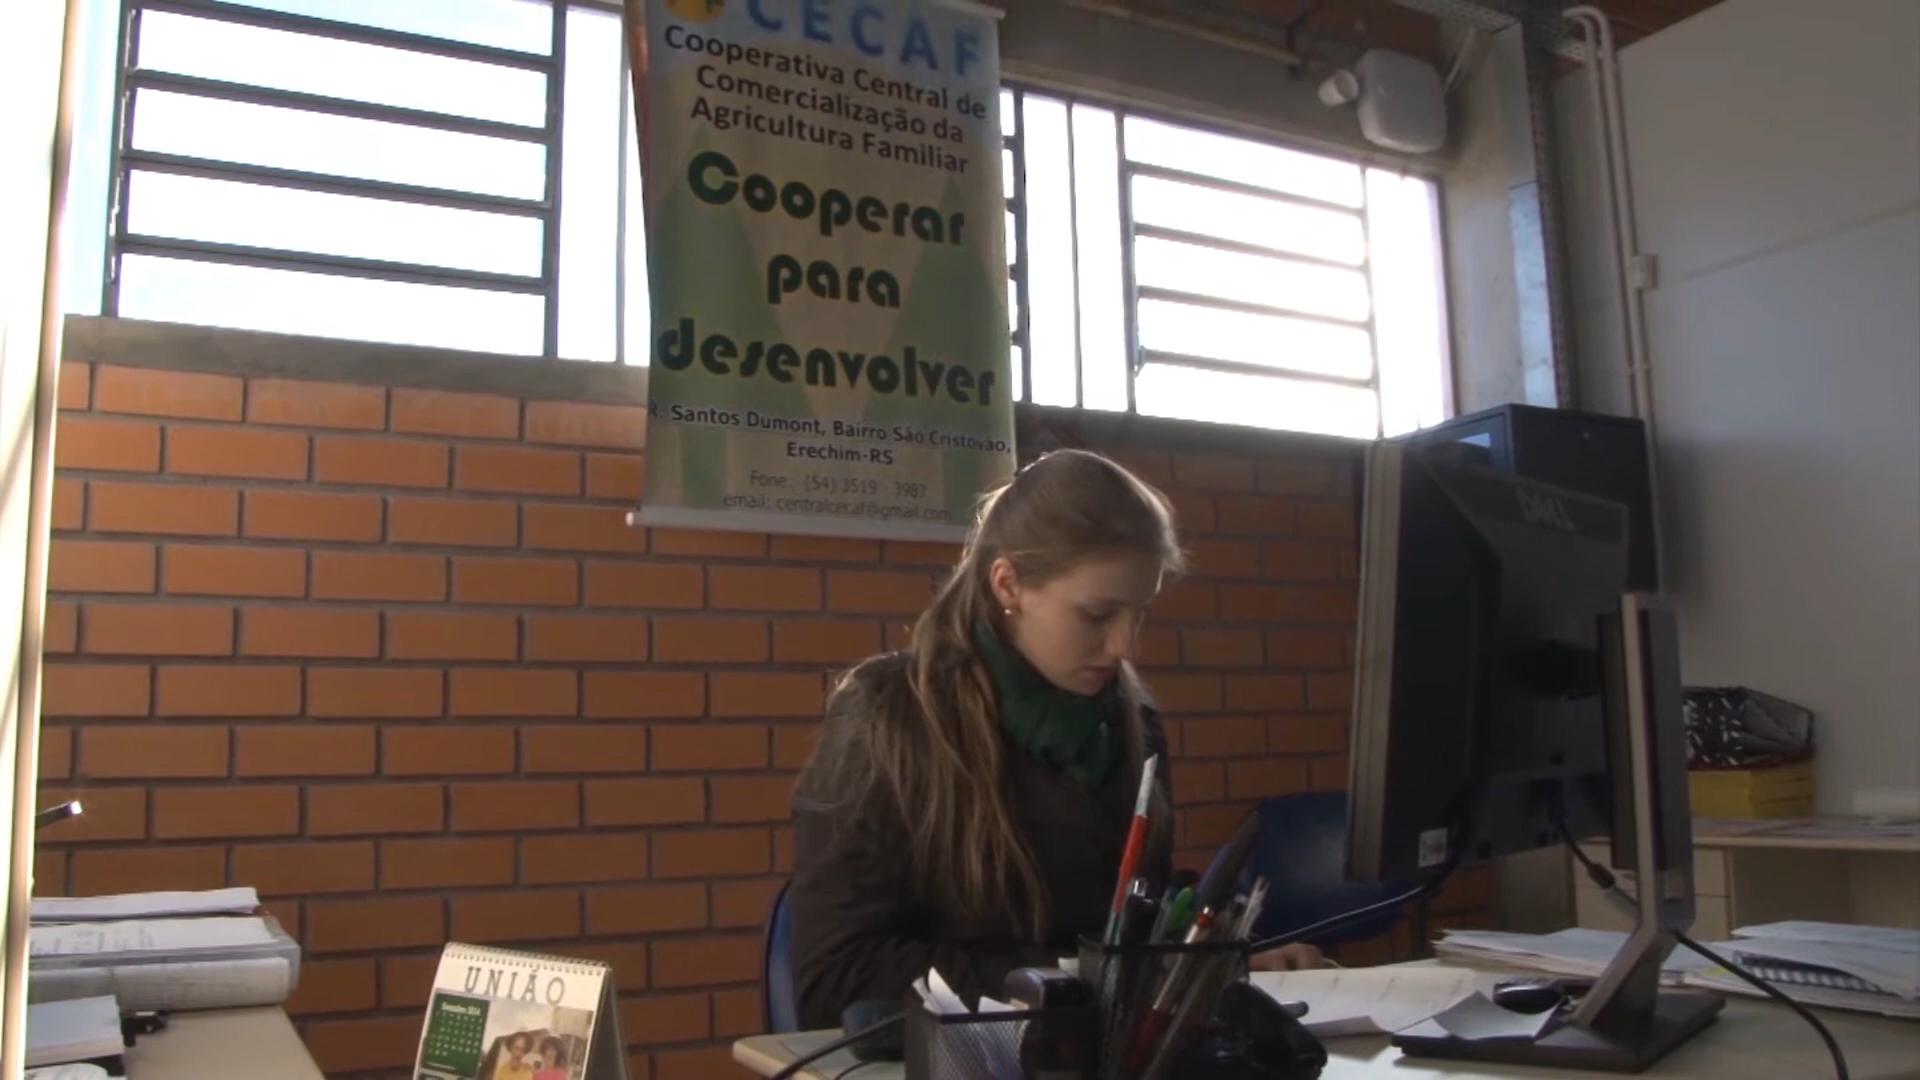 CECAF
Cooperativa Central de
Comercialização da
Agricultura Familiar
Cooperar
para
desenvolver
R. Santos Dumont, Bairro São Cristovao,
Erechim-RS
Fone: (54) 3519 - 3987
email: centralcecaf@gmail.com
DELL
UNIÃO